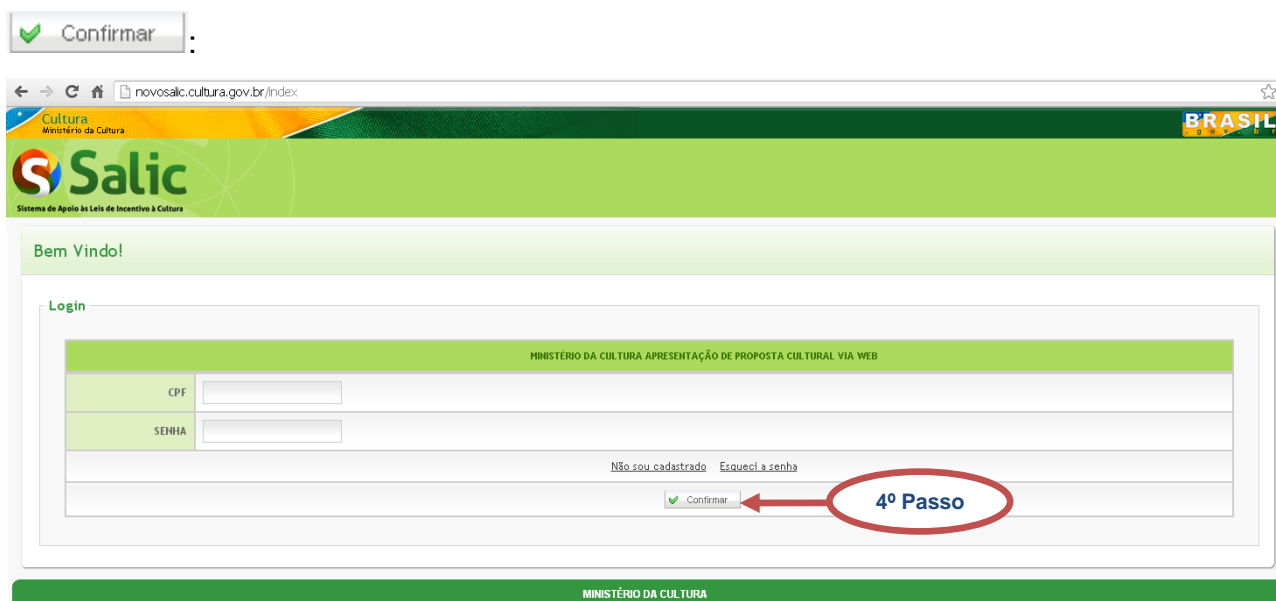 Confirmar :
novosalic.cultura.gov.br/index
Cultura
Ministério da Cultura
BRASIL
.gov.br
Salic
Sistema de Apoio às Leis de Incentivo à Cultura
Bem Vindo!
Login
MINISTÉRIO DA CULTURA APRESENTAÇÃO DE PROPOSTA CULTURAL VIA WEB
CPF
SENHA
Não sou cadastrado Esqueci a senha
Confirmar 4º Passo
MINISTÉRIO DA CULTURA